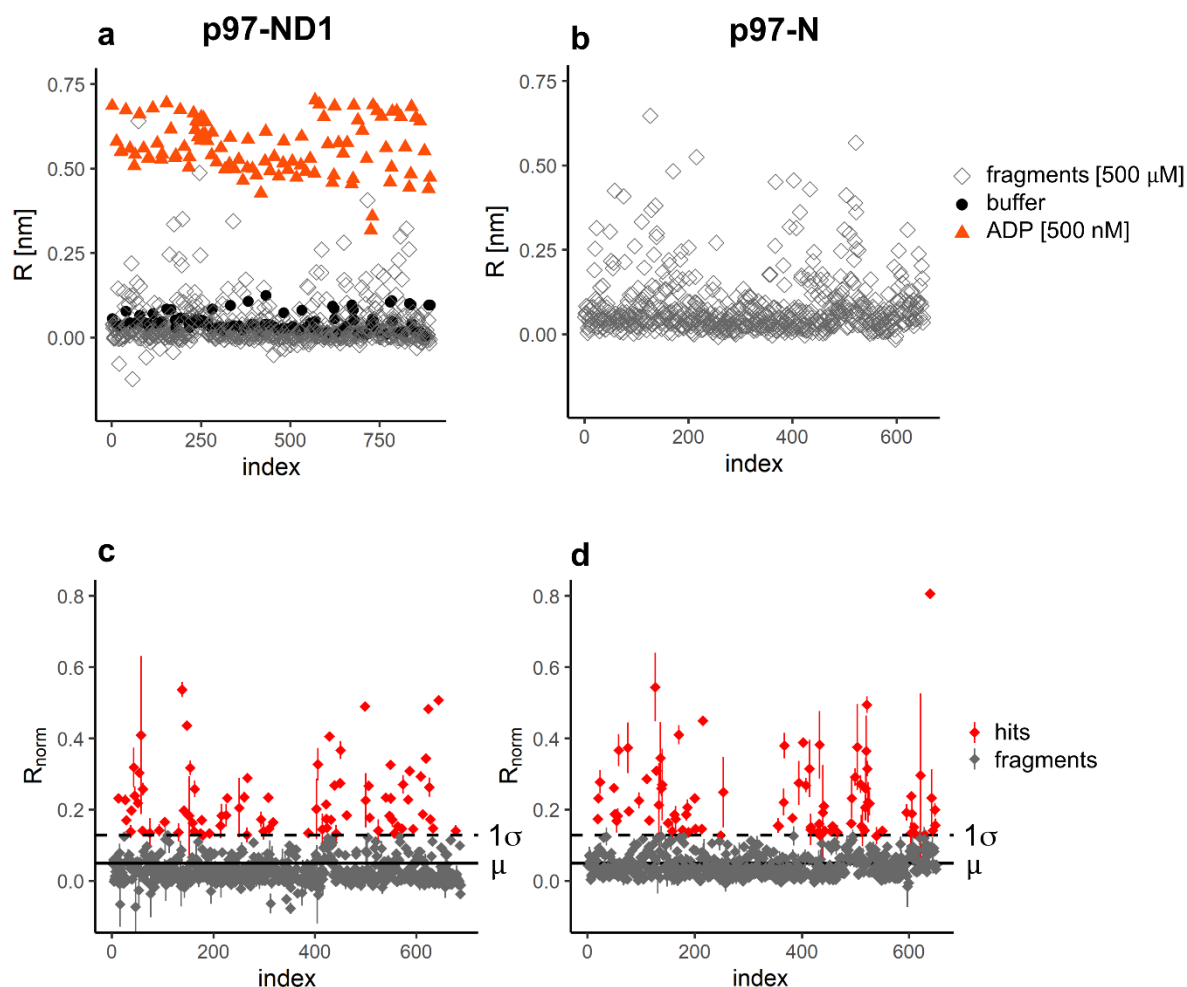 a
p97-ND1
b
p97-N
R [nm]
0.75
0.50
0.25
0.00
0
250
500
750
index
R [nm]
0.75
0.50
0.25
0.00
0
200
400
600
index
fragments [500 μM]
buffer
ADP [500 nM]
c
Rnorm
0.8
0.6
0.4
0.2
0.0
0
200
400
600
index
1σ
μ
d
Rnorm
0.8
0.6
0.4
0.2
0.0
0
200
400
600
index
1σ
μ
hits
fragments